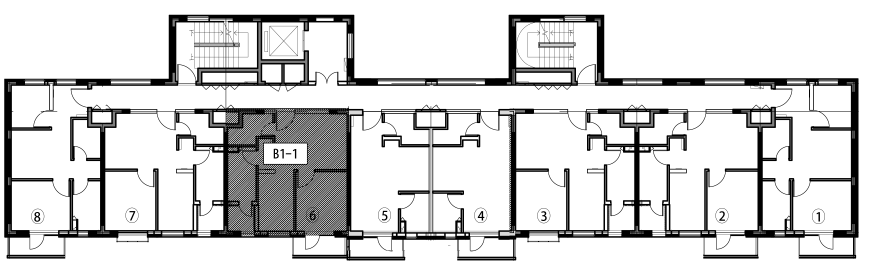 B1-1
⑧ ⑦ ⑥ ⑤ ④ ③ ② ①